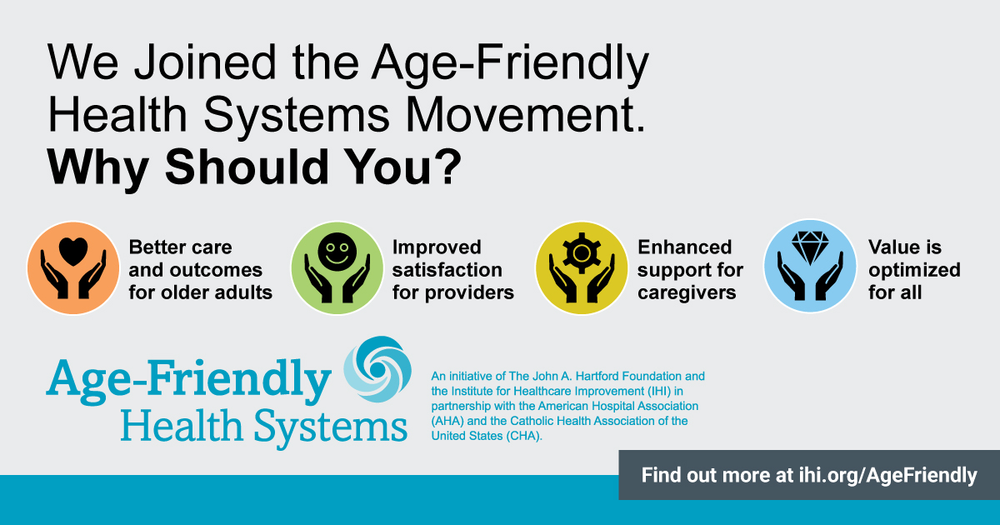 We Joined the Age-Friendly
Health Systems Movement.
Why Should You?
Better care
and outcomes
for older adults
Improved
satisfaction
for providers
Enhanced
support for
caregivers
Value is
optimized
for all
Age-Friendly
Health Systems
An initiative of The John A. Hartford Foundation and
the Institute for Healthcare Improvement (IHI) in
partnership with the American Hospital Association
(AHA) and the Catholic Health Association of the
United States (CHA).
Find out more at ihi.org/AgeFriendly